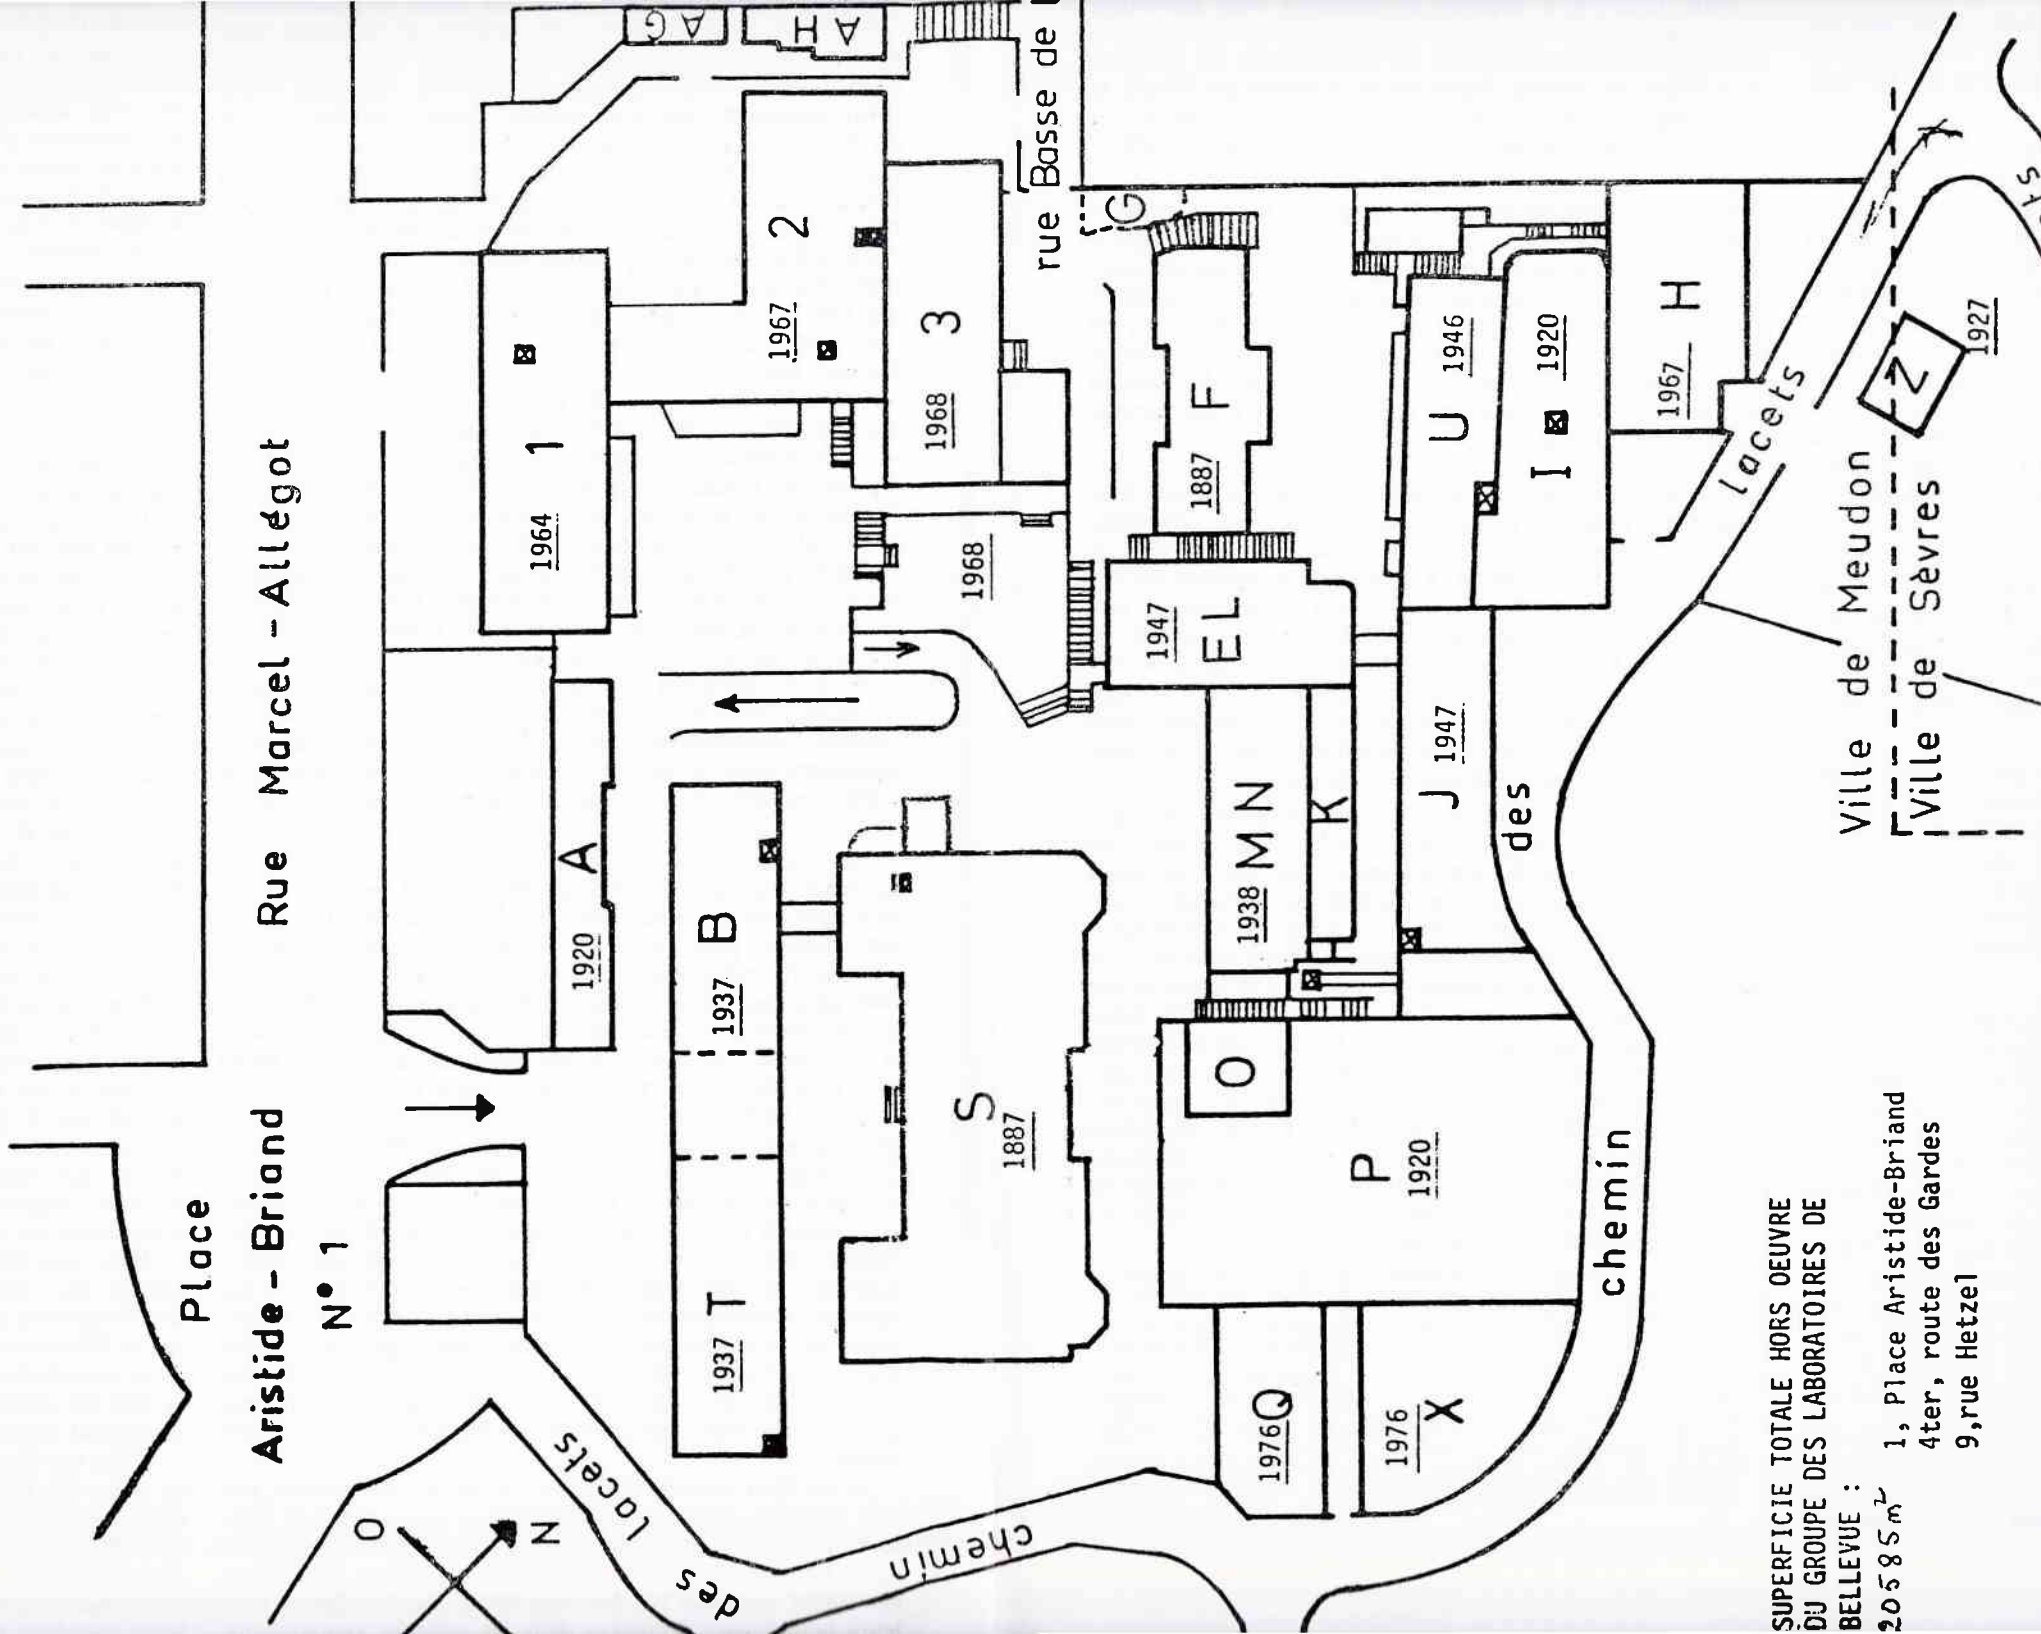 Place
Aristide-Briand
N° 1
Rue Marcel-Allégot
chemin
des
lacets
O
N
AG
AH
1
1964
2
1967
3
1968
1968
rue Basse de
A
1920
B
1937
T
1937
S
1887
G
F
1887
EL
1947
MN
1938
K
O
P
1920
Q
1976
X
1976
J
1947
U
1946
I
1920
H
1967
Z
1927
chemin
des
lacets
ts
Ville de Meudon
Ville de Sèvres
SUPERFICIE TOTALE HORS OEUVRE
DU GROUPE DES LABORATOIRES DE
BELLEVUE :
20585m²
1, Place Aristide-Briand
4ter, route des Gardes
9,rue Hetzel